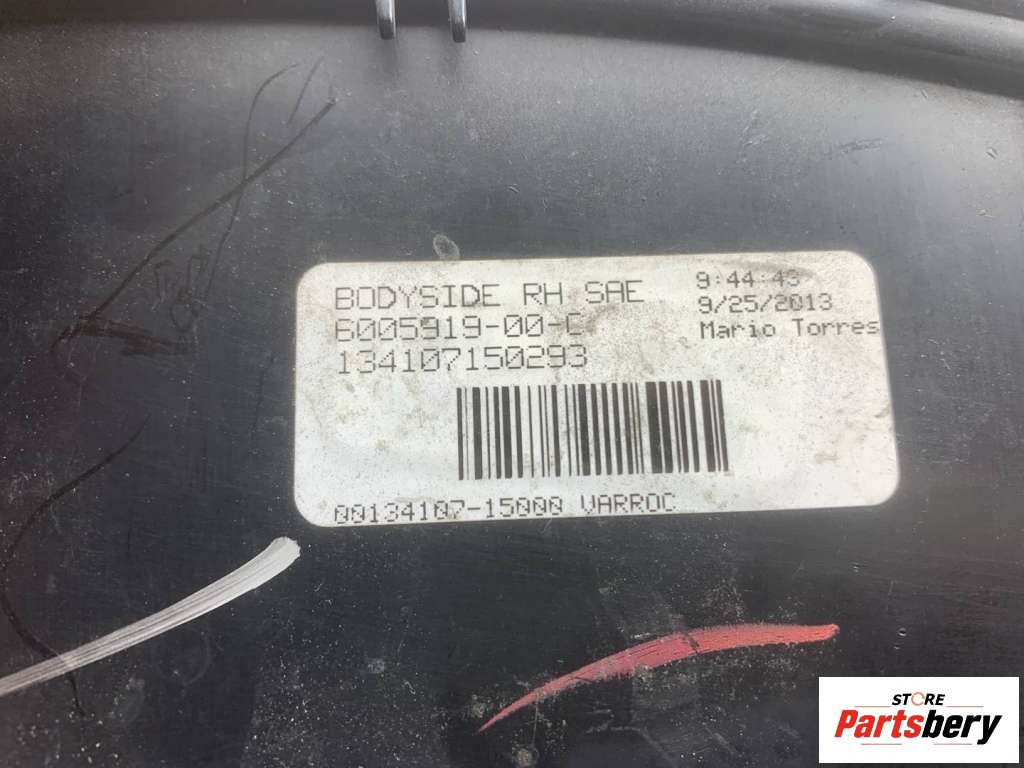 BODYSIDE RH SAE
6005919-00-C
134107150293
9:44:43
9/25/2013
Mario Torres
00134107-15000 VARROC
STORE
Partsbery